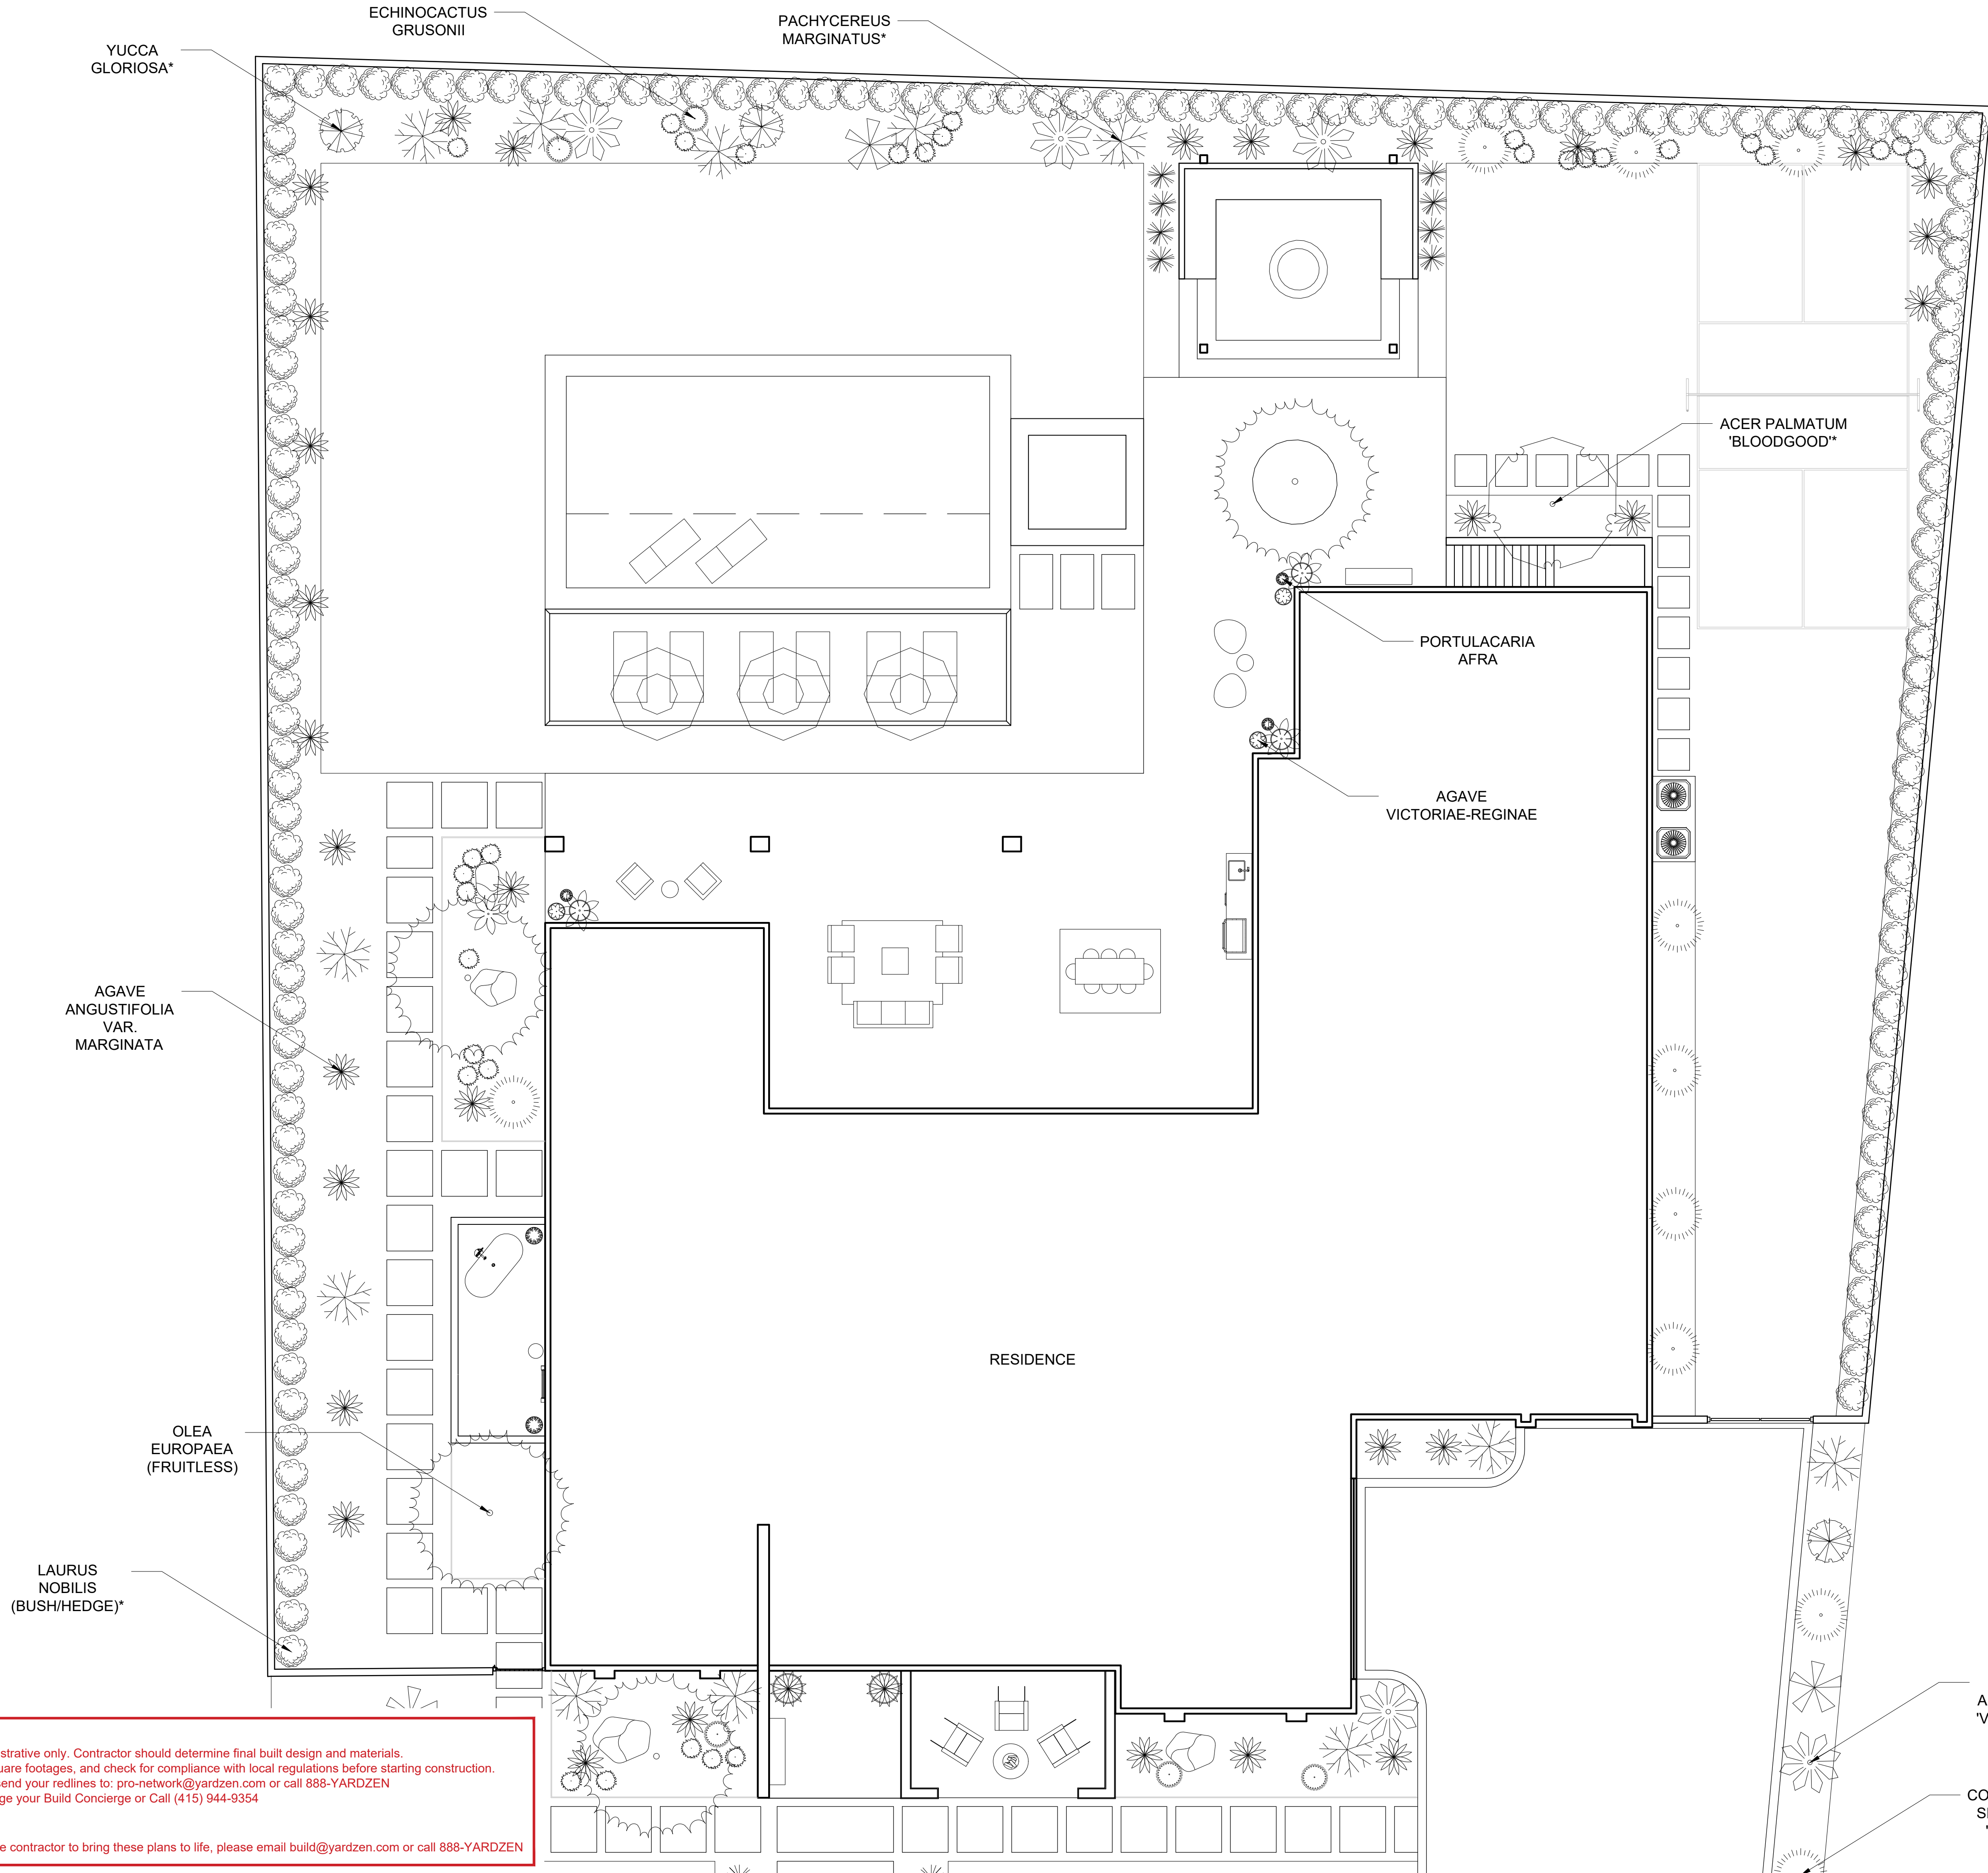 ECHINOCACTUS
GRUSONII
PACHYCEREUS
MARGINATUS*
YUCCA
GLORIOSA*
ACER PALMATUM
'BLOODGOOD'*
PORTULACARIA
AFRA
AGAVE
VICTORIAE-REGINAE
AGAVE
ANGUSTIFOLIA
VAR.
MARGINATA
RESIDENCE
OLEA
EUROPAEA
(FRUITLESS)
LAURUS
NOBILIS
(BUSH/HEDGE)*
only. Contractor should determine final built design and materials.
footages, and check for compliance with local regulations before starting construction.
send your redlines to: pro-network@yardzen.com or call 888-YARDZEN
your Build Concierge or Call (415) 944-9354
contractor to bring these plans to life, please email build@yardzen.com or call 888-YARDZEN